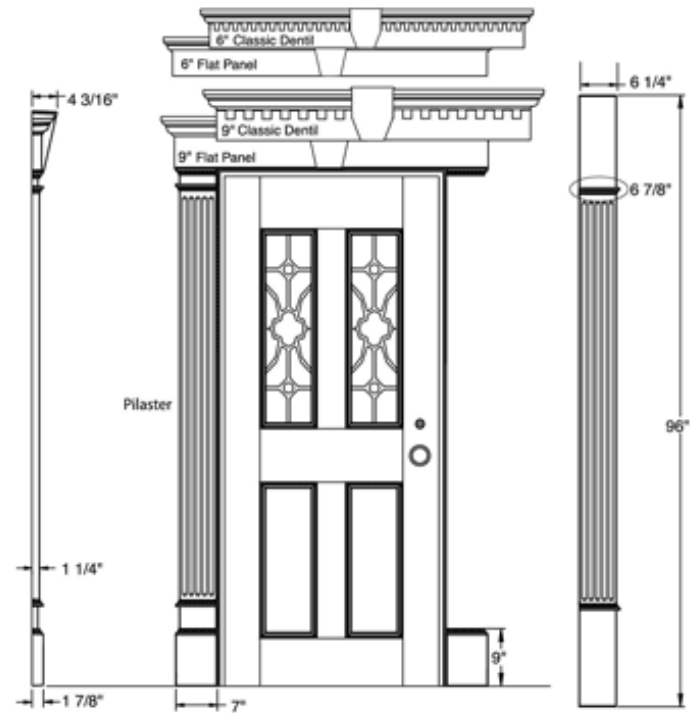 6" Classic Dentil
6" Flat Panel
4 3/16"
6 1/4"
9" Classic Dentil
9" Flat Panel
6 7/8"
Pilaster
96"
1 1/4"
9"
1 7/8"
7"